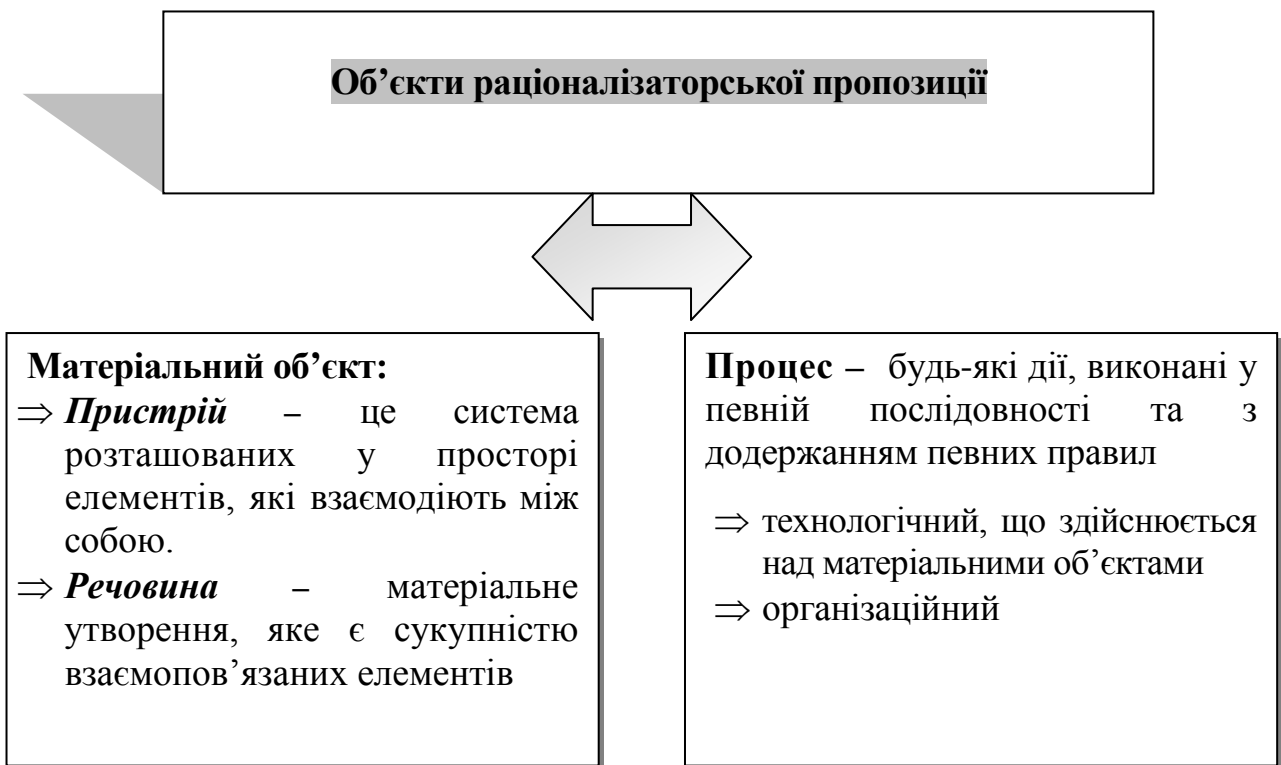 Об’єкти раціоналізаторської пропозиції
Матеріальний об’єкт:
⇒ Пристрій – це система
розташованих у просторі
елементів, які взаємодіють між
собою.
⇒ Речовина – матеріальне
утворення, яке є сукупністю
взаємопов’язаних елементів
Процес – будь-які дії, виконані у
певній послідовності та з
додержанням певних правил
⇒ технологічний, що здійснюється
над матеріальними об’єктами
⇒ організаційний